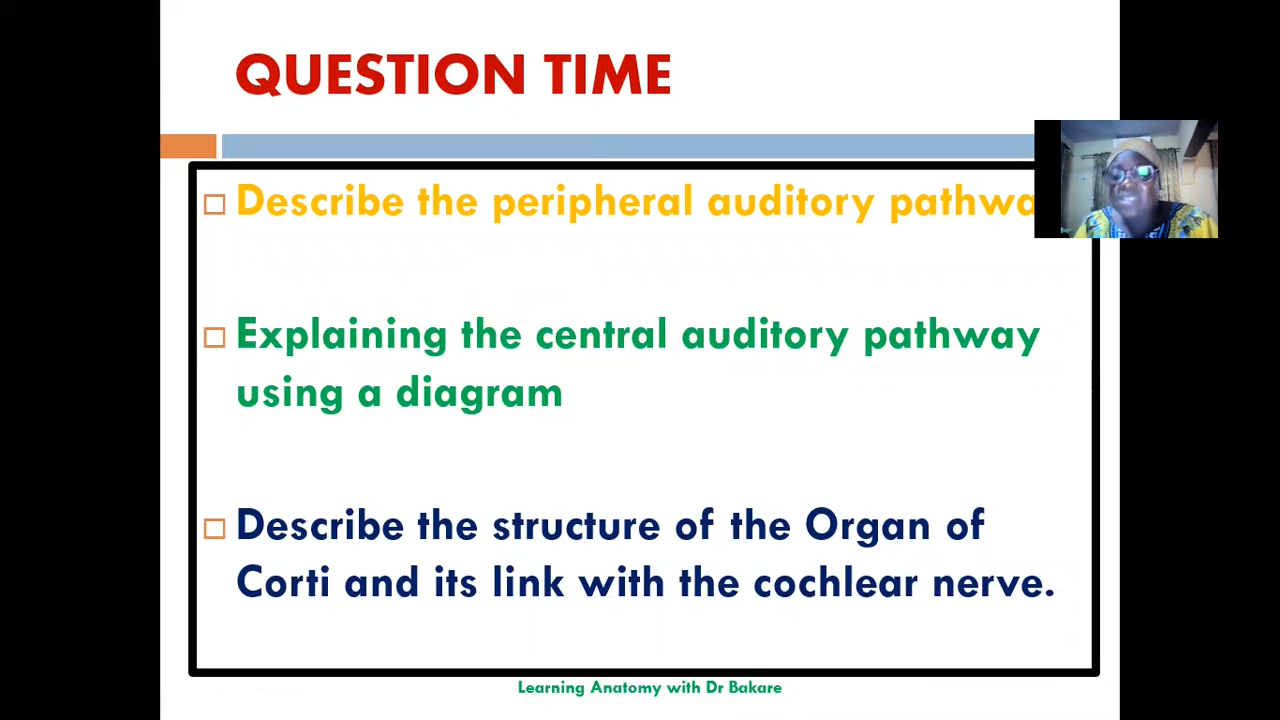 QUESTION TIME
Describe the peripheral auditory
Explaining the central auditory pathway
using a diagram
Describe the structure of the Organ of
Corti and its link with the cochlear nerve.
Learning Anatomy with Dr Bakare